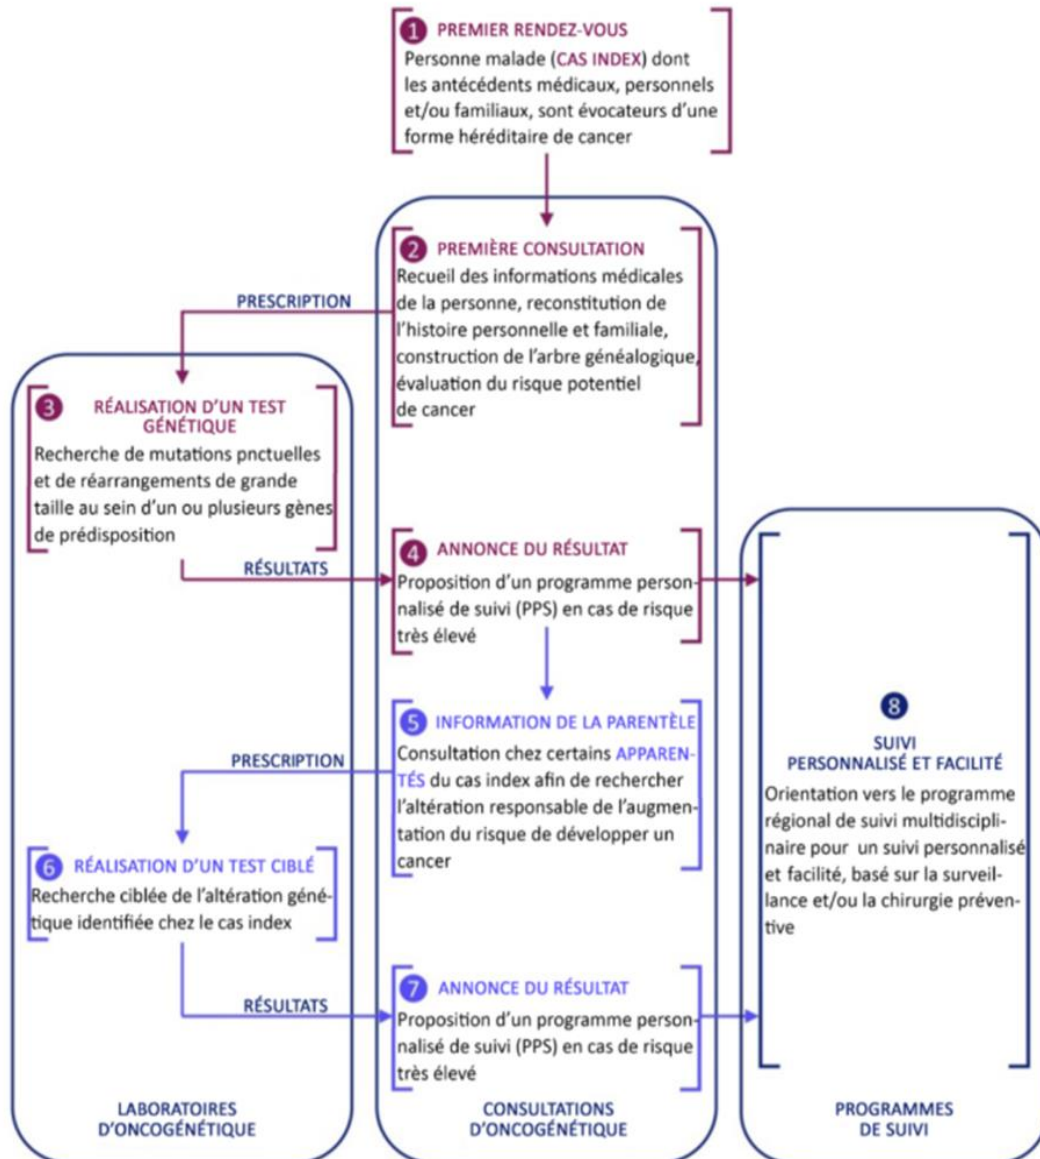 1 PREMIER RENDEZ-VOUS
Personne malade (CAS INDEX) dont
les antécédents médicaux, personnels
et/ou familiaux, sont évocateurs d'une
forme héréditaire de cancer
2 PREMIÈRE CONSULTATION
Recueil des informations médicales
de la personne, reconstitution de
l'histoire personnelle et familiale,
construction de l'arbre généalogique,
évaluation du risque potentiel
de cancer
PRESCRIPTION
3 RÉALISATION D'UN TEST
GÉNÉTIQUE
Recherche de mutations pnctuelles
et de réarrangements de grande
taille au sein d'un ou plusieurs gènes
de prédisposition
RÉSULTATS
4 ANNONCE DU RÉSULTAT
Proposition d'un programme person-
nalisé de suivi (PPS) en cas de risque
très élevé
5 INFORMATION DE LA PARENTÈLE
Consultation chez certains APPAREN-
TÉS du cas index afin de rechercher
l'altération responsable de l'augmen-
tation du risque de développer un
cancer
PRESCRIPTION
6 RÉALISATION D'UN TEST CIBLÉ
Recherche ciblée de l'altération géné-
tique identifiée chez le cas index
RÉSULTATS
7 ANNONCE DU RÉSULTAT
Proposition d'un programme person-
nalisé de suivi (PPS) en cas de risque
très élevé
8
SUIVI
PERSONNALISÉ ET FACILITÉ
Orientation vers le programme
régional de suivi multidiscipli-
naire pour un suivi personnalisé
et facilité, basé sur la surveil-
lance et/ou la chirurgie préven-
tive
LABORATOIRES
D'ONCOGÉNÉTIQUE
CONSULTATIONS
D'ONCOGÉNÉTIQUE
PROGRAMMES
DE SUIVI